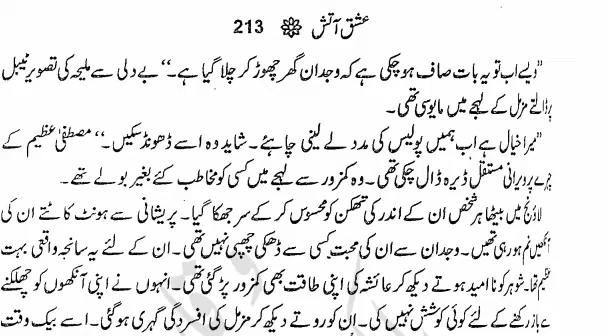 عشق آتش ❁ 213
"ویسے اب تو یہ بات صاف ہو چکی ہے کہ وجدان گھر چھوڑ کر چلا گیا ہے۔" بے دلی سے ملیحہ کی تصویر ٹیبل
پر ڈالتے مزمل کے لہجے میں مایوسی تھی۔
"میرا خیال ہے اب ہمیں پولیس کی مدد لے لینی چاہئے۔ شاید وہ اسے ڈھونڈ سکیں۔" مصطفیٰ عظیم کے
چہرے پر ویرانی مستقل ڈیرہ ڈال چکی تھی۔ وہ کمزور سے لہجے میں کسی کو مخاطب کئے بغیر بولے تھے۔
لاؤنج میں بیٹھا ہر شخص ان کے اندر کی تھکن کو محسوس کر کے سر جھکا گیا۔ پریشانی سے ہونٹ کاٹتے ان کی
آنکھیں نم ہو رہی تھیں۔ وجدان سے ان کی محبت کسی سے ڈھکی چھپی نہیں تھی۔ ان کے لئے یہ سانحہ واقعی بہت
عظیم تھا۔ شوہر کو نا امید ہوتے دیکھ کر عائشہ کی اپنی طاقت بھی کمزور پڑ گئی تھی۔ انہوں نے اپنی آنکھوں کو چھلکنے
سے باز رکھنے کے لئے کوئی کوشش نہیں کی۔ ان کو روتے دیکھ کر مزمل کی افسردگی گہری ہو گئی۔ اسے بیک وقت